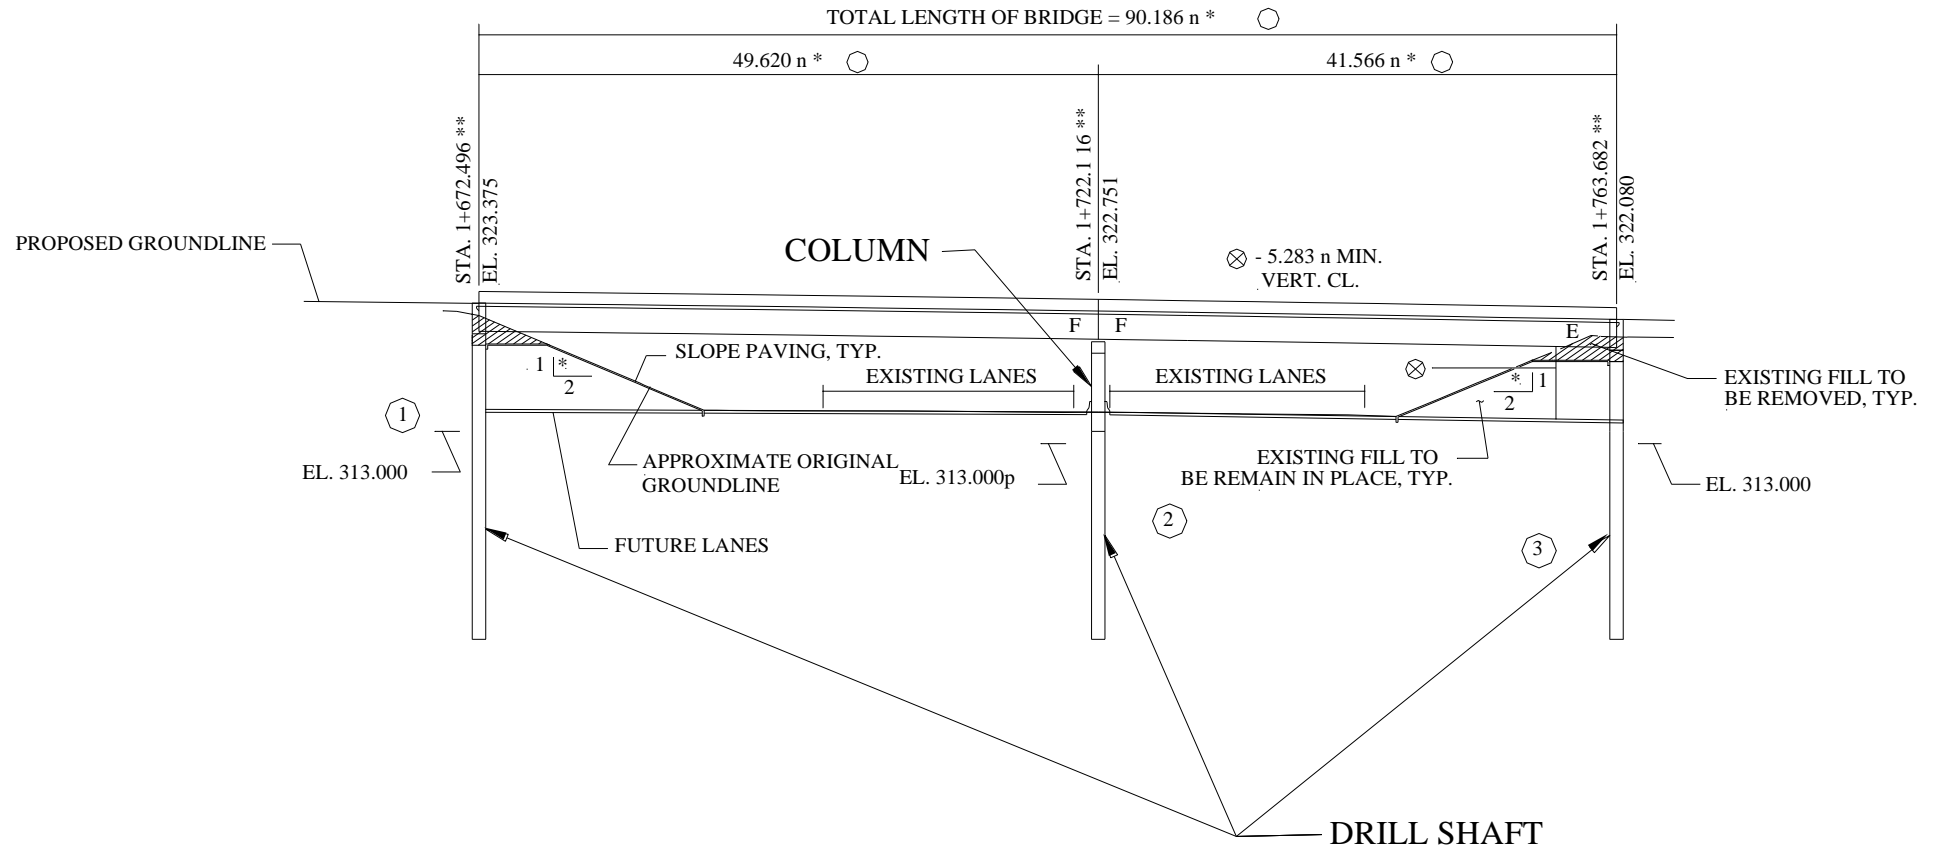 TOTAL LENGTH OF BRIDGE = 90.186 n *
49.620 n *
41.566 n *
STA. 1+672.496 **
EL. 323.375
STA. 1+722.1 16 **
EL. 322.751
STA. 1+763.682 **
EL. 322.080
PROPOSED GROUNDLINE
COLUMN
- 5.283 n MIN.
VERT. CL.
F
F
E
SLOPE PAVING, TYP.
1
*
2
EXISTING LANES
EXISTING LANES
*
1
2
EXISTING FILL TO
BE REMOVED, TYP.
1
EL. 313.000
APPROXIMATE ORIGINAL
GROUNDLINE
EL. 313.000p
EXISTING FILL TO
BE REMAIN IN PLACE, TYP.
EL. 313.000
2
3
FUTURE LANES
DRILL SHAFT